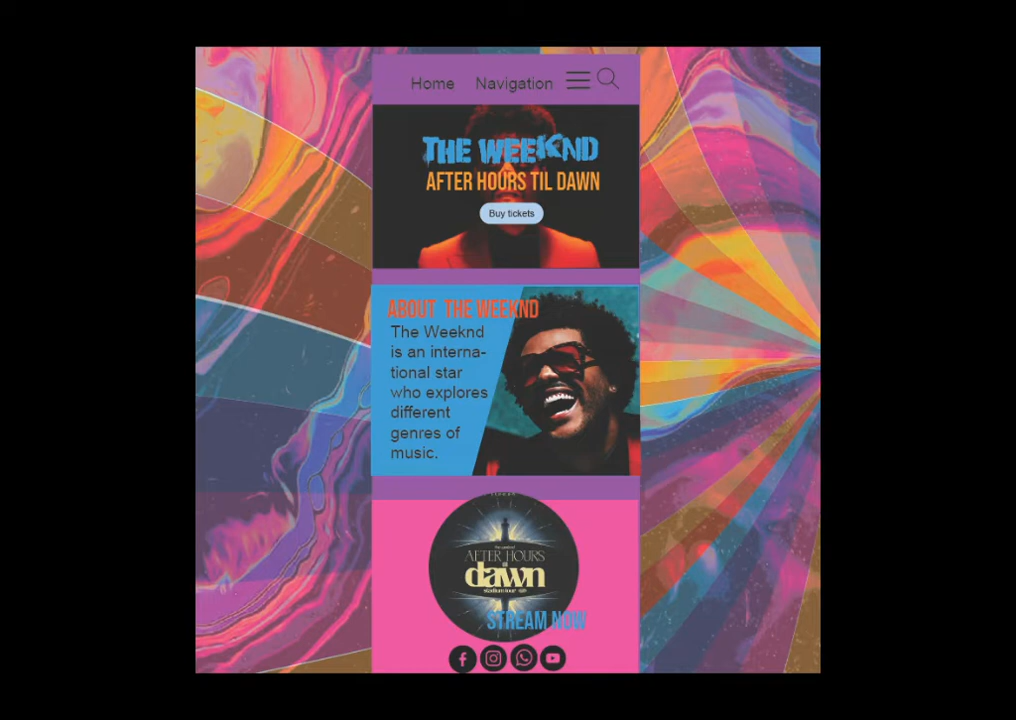 Home Navigation
THE WEEKND
AFTER HOURS TIL DAWN
Buy tickets
ABOUT THE WEEKND
The Weeknd
is an interna-
tional star
who explores
different
genres of
music.
AFTER HOURS
dawn
stadium tour
STREAM NOW